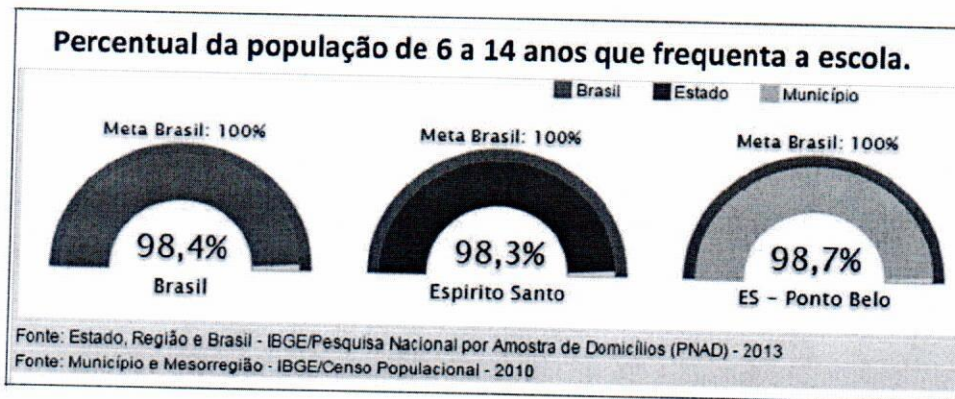 Percentual da população de 6 a 14 anos que frequenta a escola.
Brasil Estado Município
Meta Brasil: 100% Meta Brasil: 100% Meta Brasil: 100%
98,4% 98,3% 98,7%
Brasil Espirito Santo ES - Ponto Belo
Fonte: Estado, Região e Brasil - IBGE/Pesquisa Nacional por Amostra de Domicílios (PNAD) - 2013
Fonte: Município e Mesorregião - IBGE/Censo Populacional - 2010